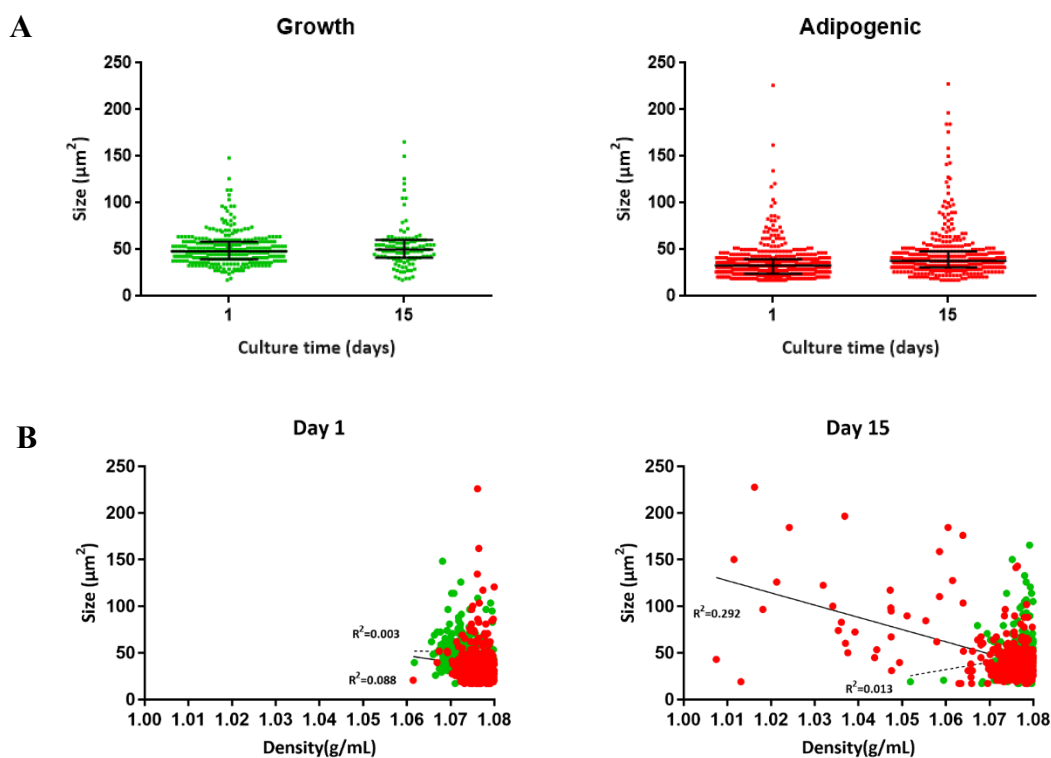 A
Growth
Adipogenic
250
200
150
100
50
0
Size (µm²)
1
15
Culture time (days)
250
200
150
100
50
0
Size (µm²)
1
15
Culture time (days)
B
Day 1
Day 15
250
200
150
100
50
0
Size (µm²)
R²=0.003
R²=0.088
1.00 1.01 1.02 1.03 1.04 1.05 1.06 1.07 1.08
Density(g/mL)
250
200
150
100
50
0
Size (µm²)
R²=0.292
R²=0.013
1.00 1.01 1.02 1.03 1.04 1.05 1.06 1.07 1.08
Density(g/mL)